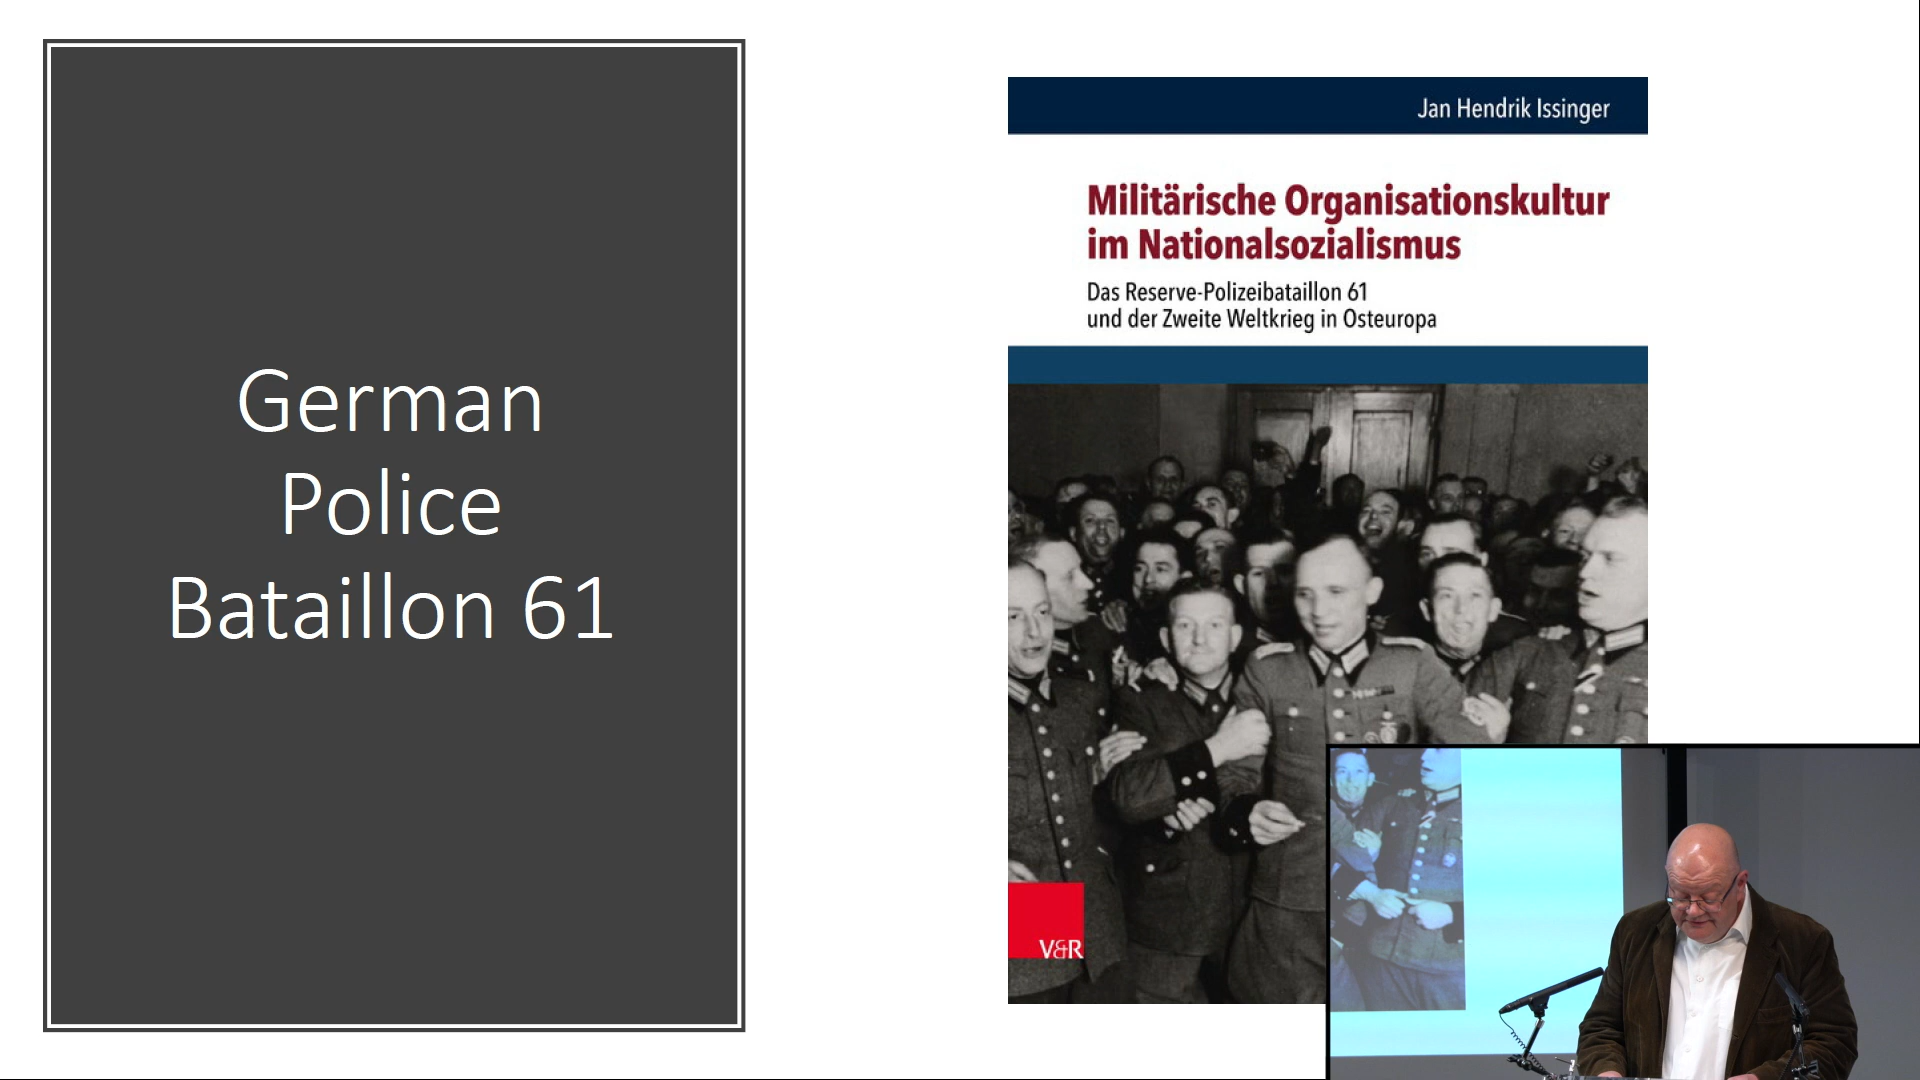 German
Police
Bataillon 61
Jan Hendrik Issinger
Militärische Organisationskultur
im Nationalsozialismus
Das Reserve-Polizeibataillon 61
und der Zweite Weltkrieg in Osteuropa
V&R